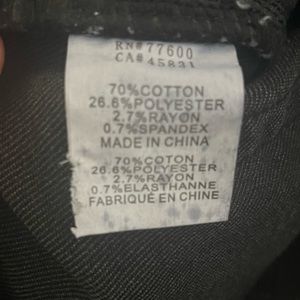 RN#77600
CA#45831
70%COTTON
26.6%POLYESTER
2.7%RAYON
0.7%SPANDEX
MADE IN CHINA
70%COTON
26.6%POLYESTER
2.7%RAYON
0.7%ELASTHANNE
FABRIQUÉ EN CHINE